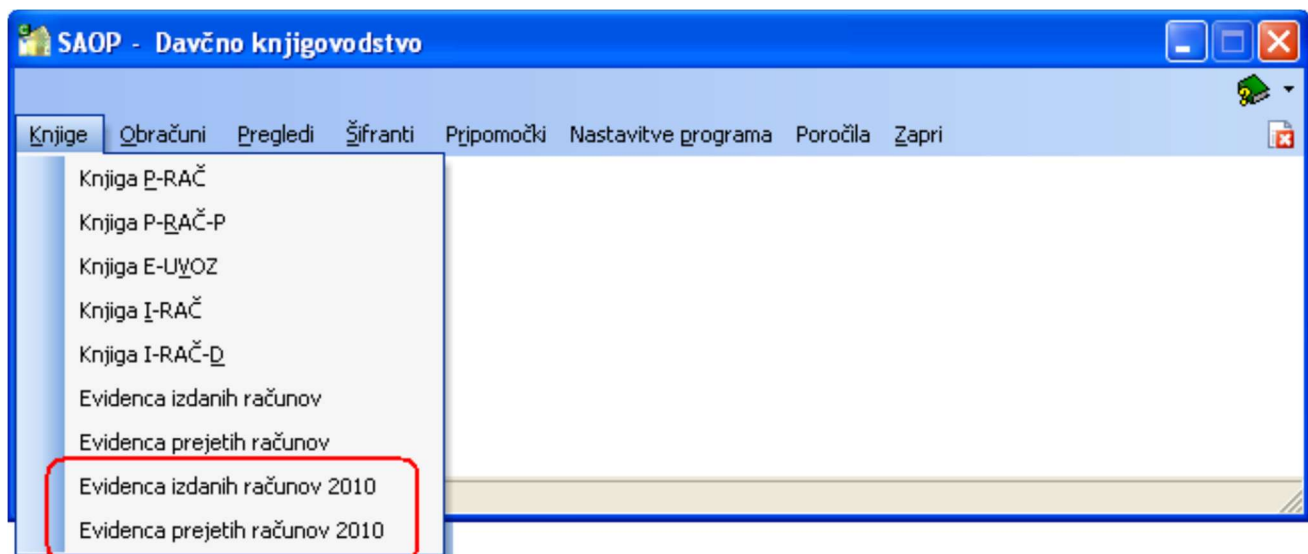 SAOP - Davčno knjigovodstvo
Knjige Obračuni Pregledi Šifranti Pripomočki Nastavitve programa Poročila Zapri
Knjiga P-RAČ
Knjiga P-RAČ-P
Knjiga E-UVOZ
Knjiga I-RAČ
Knjiga I-RAČ-D
Evidenca izdanih računov
Evidenca prejetih računov
Evidenca izdanih računov 2010
Evidenca prejetih računov 2010